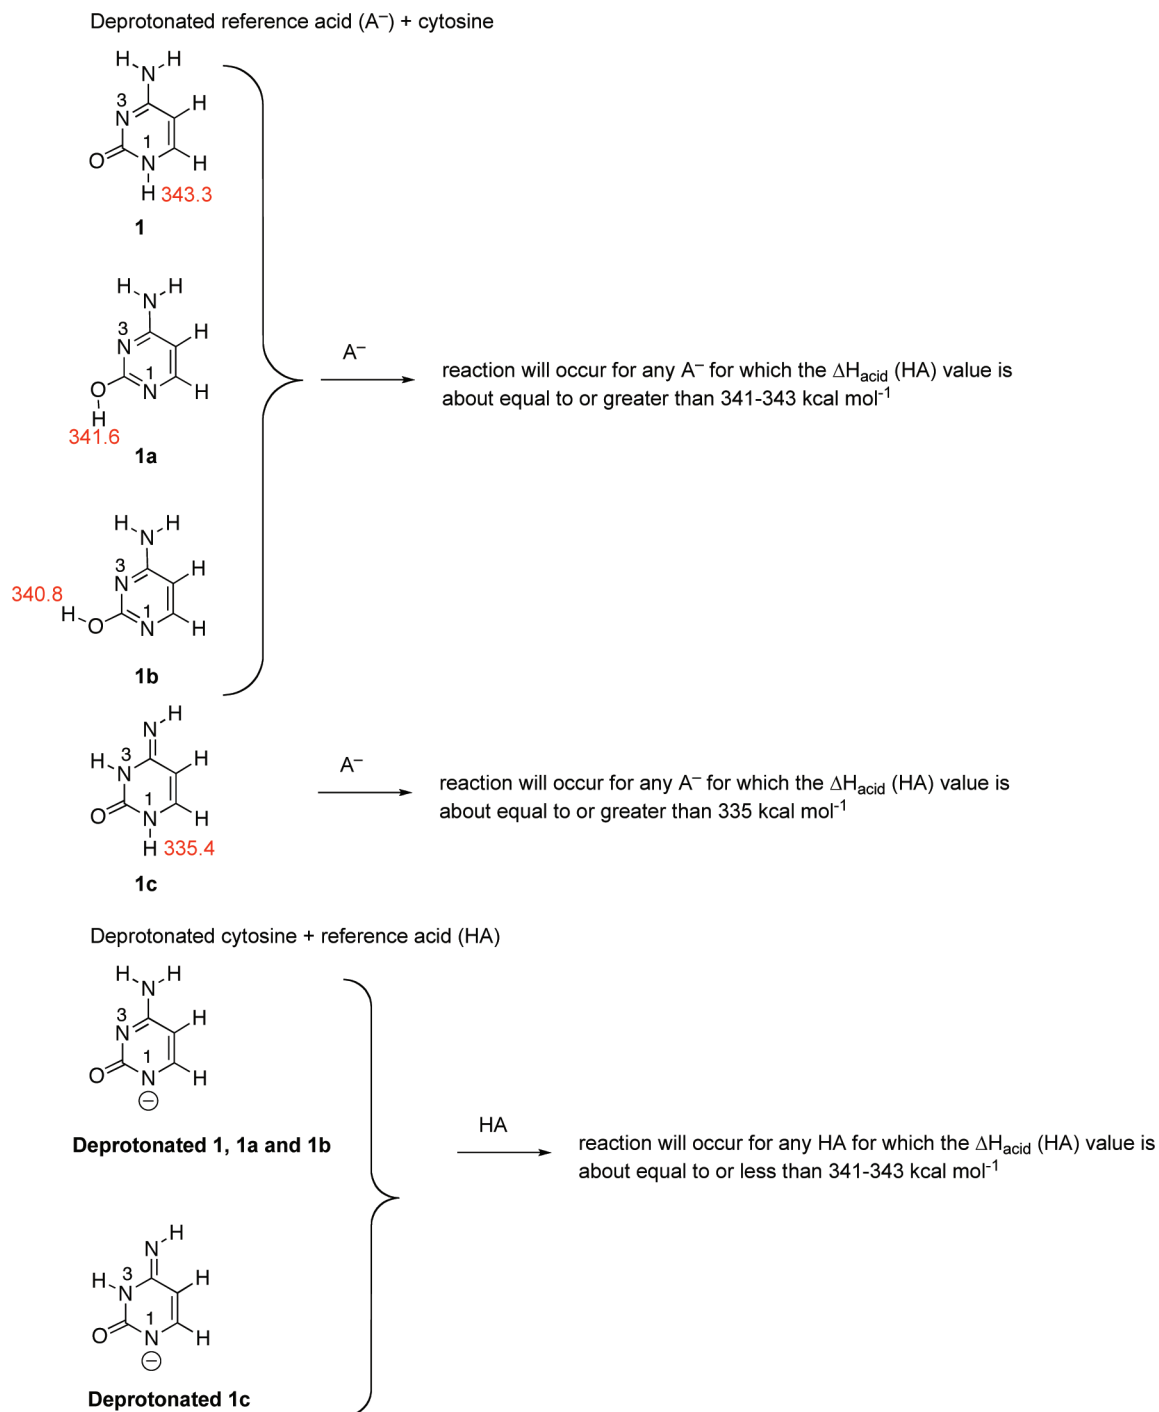 Deprotonated reference acid (A⁻) + cytosine
H H
N
3
N
H
1
O
N
H
H 343.3
1
H H
N
3
N
H
1
O
N
H
H
341.6
1a
A⁻
reaction will occur for any A⁻ for which the ΔH_acid (HA) value is
about equal to or greater than 341-343 kcal mol⁻¹
H H
N
3
N
H
340.8
H
O
1
N
H
1b
H
N
H
3
N
H
1
O
N
H
H 335.4
1c
A⁻
reaction will occur for any A⁻ for which the ΔH_acid (HA) value is
about equal to or greater than 335 kcal mol⁻¹
Deprotonated cytosine + reference acid (HA)
H H
N
3
N
H
1
O
N
H
⊖
Deprotonated 1, 1a and 1b
HA
reaction will occur for any HA for which the ΔH_acid (HA) value is
about equal to or less than 341-343 kcal mol⁻¹
H
N
H
3
N
H
1
O
N
H
⊖
Deprotonated 1c